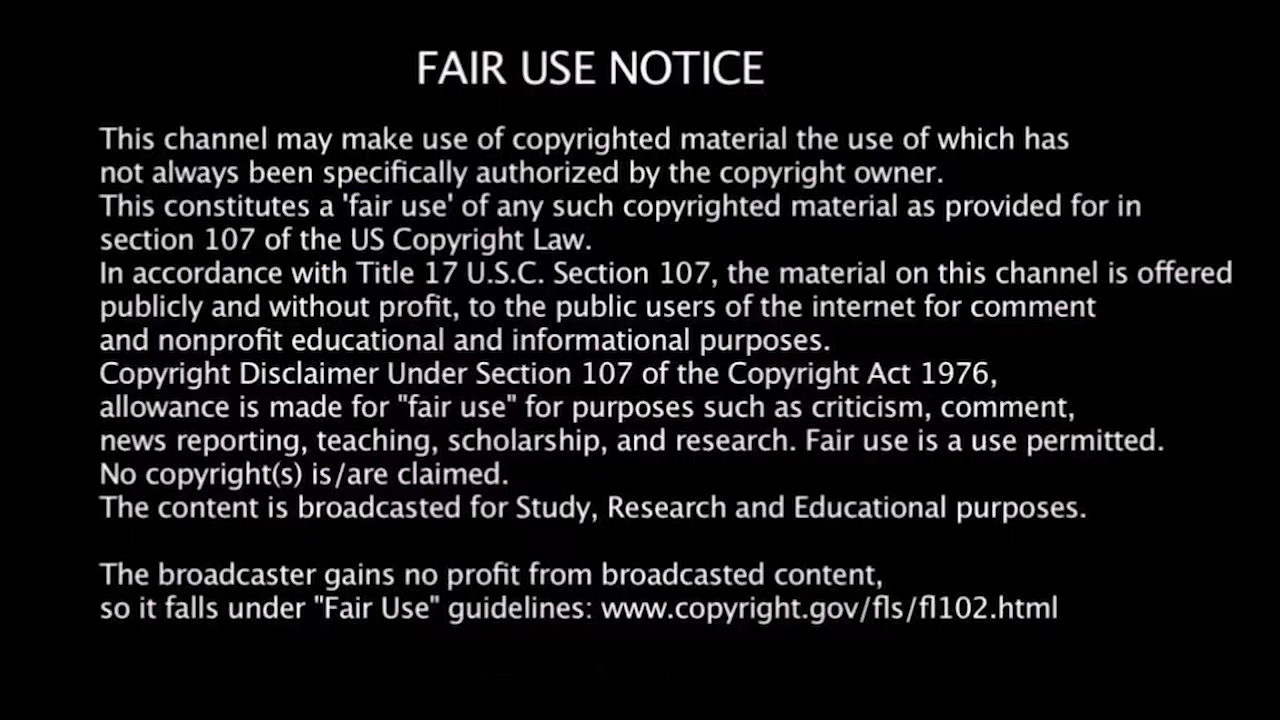 FAIR USE NOTICE
This channel may make use of copyrighted material the use of which has
not always been specifically authorized by the copyright owner.
This constitutes a 'fair use' of any such copyrighted material as provided for in
section 107 of the US Copyright Law.
In accordance with Title 17 U.S.C. Section 107, the material on this channel is offered
publicly and without profit, to the public users of the internet for comment
and nonprofit educational and informational purposes.
Copyright Disclaimer Under Section 107 of the Copyright Act 1976,
allowance is made for "fair use" for purposes such as criticism, comment,
news reporting, teaching, scholarship, and research. Fair use is a use permitted.
No copyright(s) is/are claimed.
The content is broadcasted for Study, Research and Educational purposes.
The broadcaster gains no profit from broadcasted content,
so it falls under "Fair Use" guidelines: www.copyright.gov/fls/fl102.html